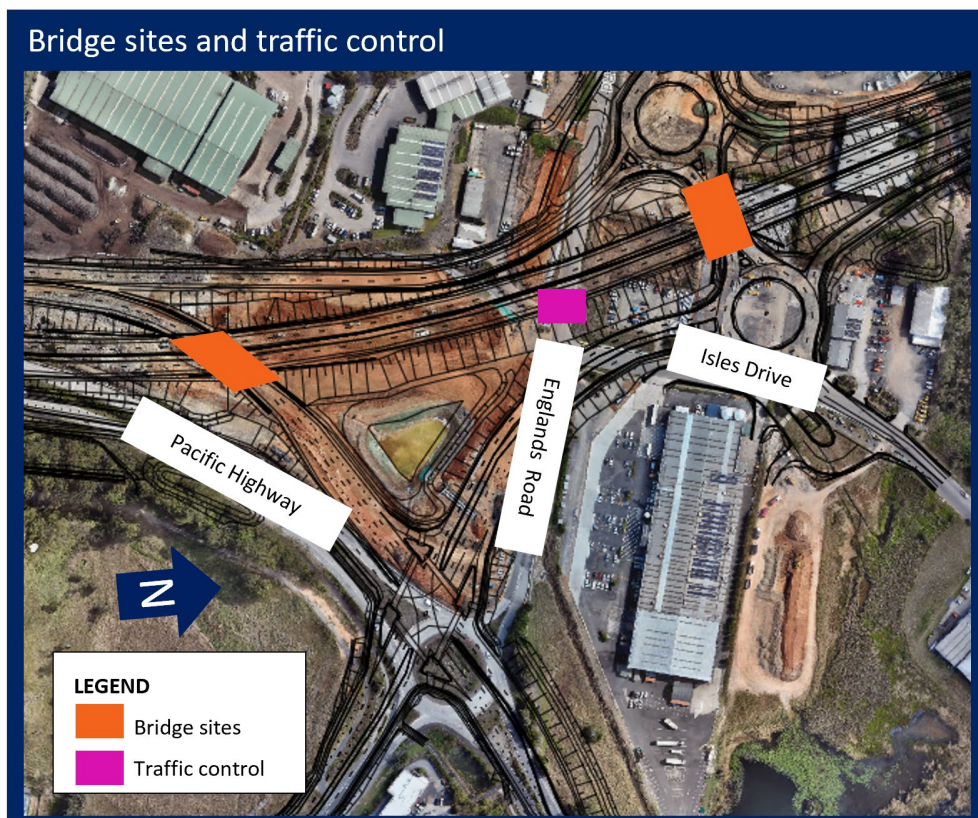 Bridge sites and traffic control
Isles Drive
Englands Road
Pacific Highway
N
LEGEND
Bridge sites
Traffic control